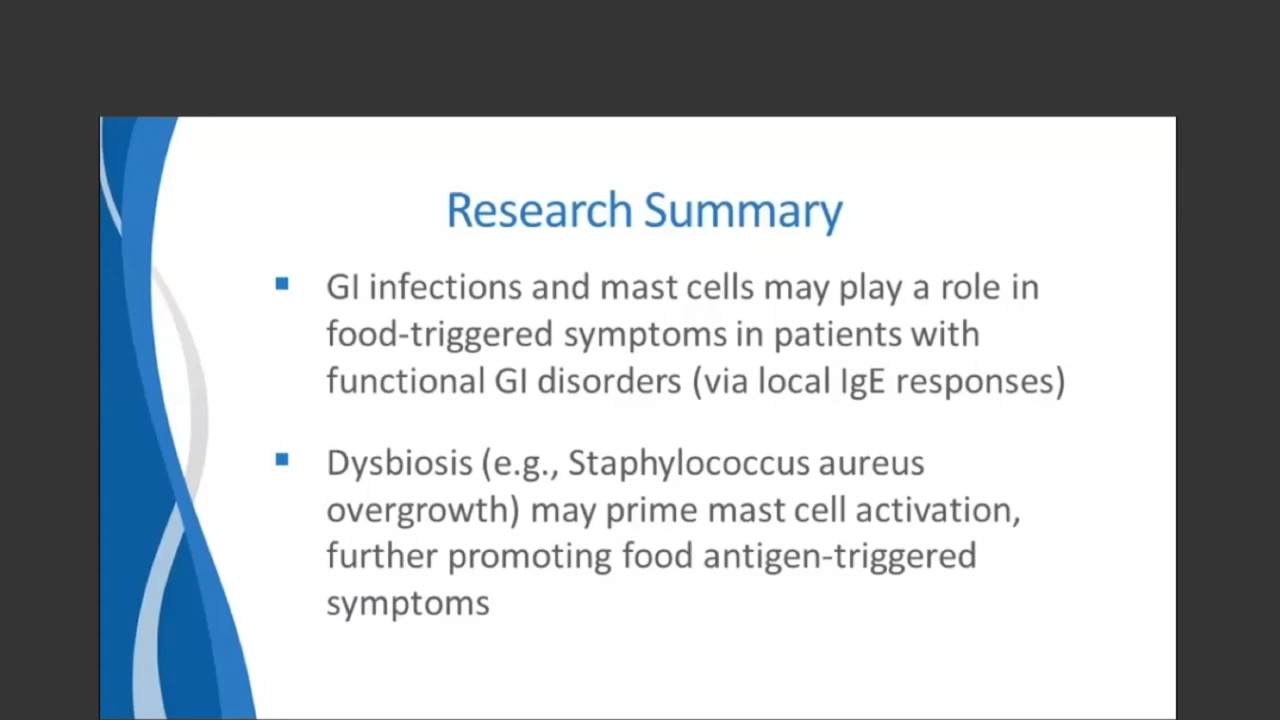 Research Summary
▪ GI infections and mast cells may play a role in
food-triggered symptoms in patients with
functional GI disorders (via local IgE responses)
▪ Dysbiosis (e.g., Staphylococcus aureus
overgrowth) may prime mast cell activation,
further promoting food antigen-triggered
symptoms